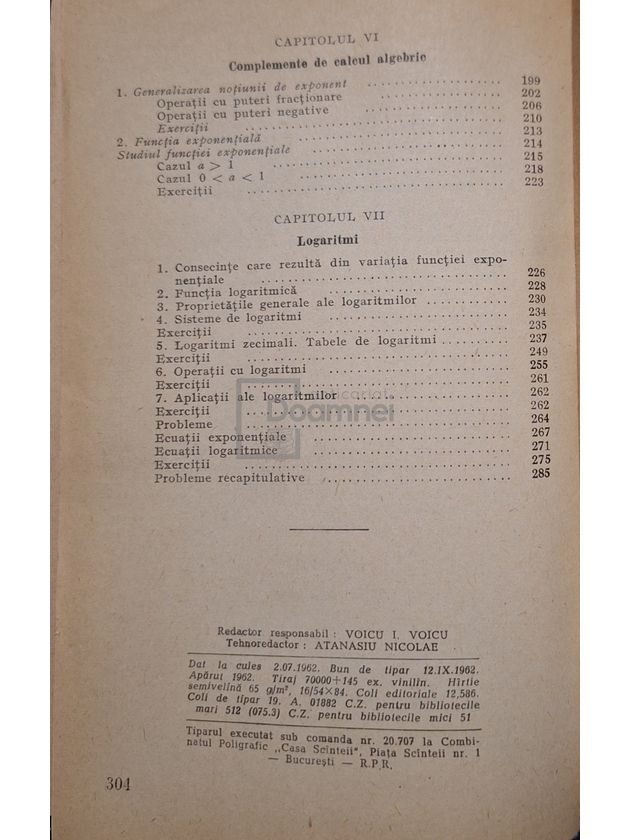 CAPITOLUL VI
Complemente de calcul algebric
1. Generalizarea noțiunii de exponent . . . . . . . . . . . . . . 199
Operații cu puteri fracționare . . . . . . . . . . . . . . 202
Operații cu puteri negative . . . . . . . . . . . . . . 206
Exerciții . . . . . . . . . . . . . . 210
2. Funcția exponențială . . . . . . . . . . . . . . 213
Studiul funcției exponențiale . . . . . . . . . . . . . . 214
Cazul a > 1 . . . . . . . . . . . . . . 215
Cazul 0 < a < 1 . . . . . . . . . . . . . . 218
Exerciții . . . . . . . . . . . . . . 223
CAPITOLUL VII
Logaritmi
1. Consecințe care rezultă din variația funcției expo-
nențiale . . . . . . . . . . . . . . 226
2. Funcția logaritmică . . . . . . . . . . . . . . 228
3. Proprietățile generale ale logaritmilor . . . . . . . . . . 230
4. Sisteme de logaritmi . . . . . . . . . . . . . . 234
Exerciții . . . . . . . . . . . . . . 235
5. Logaritmi zecimali. Tabele de logaritmi . . . . . . . . . . 237
Exerciții . . . . . . . . . . . . . . 249
6. Operații cu logaritmi . . . . . . . . . . . . . . 255
Exerciții . . . . . . . . . . . . . . 261
7. Aplicații ale logaritmilor . . . . . . . . . . . . . . 262
Exerciții . . . . . . . . . . . . . . 262
Probleme . . . . . . . . . . . . . . 264
Ecuații exponențiale . . . . . . . . . . . . . . 267
Ecuații logaritmice . . . . . . . . . . . . . . 271
Exerciții . . . . . . . . . . . . . . 275
Probleme recapitulative . . . . . . . . . . . . . . 285
Anticariat
Doamnei
Redactor responsabil : VOICU I. VOICU
Tehnoredactor : ATANASIU NICOLAE
Dat la cules 2.07.1962. Bun de tipar 12.IX.1962.
Apărut 1962. Tiraj 70000+145 ex. vinilin. Hîrtie
semivelină 65 g/m², 16/54×84. Coli editoriale 12,586.
Coli de tipar 19. A. 01882 C.Z. pentru bibliotecile
mari 512 (075.3) C.Z. pentru bibliotecile mici 51
Tiparul executat sub comanda nr. 20.707 la Combi-
natul Poligrafic „Casa Scînteii", Piața Scînteii nr. 1
— București — R.P.R.
304